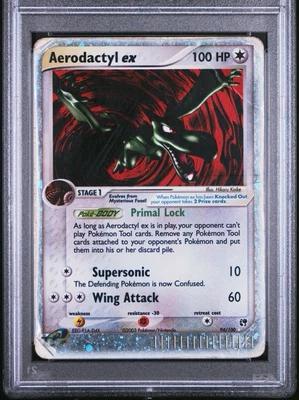 Aerodactyl ex
100 HP
Illus. Hikaru Koike
STAGE 1
Evolves from
Mysterious Fossil
When Pokémon-ex has been Knocked Out
your opponent takes 2 Prize cards
Poké-BODY Primal Lock
As long as Aerodactyl ex is in play, your opponent can't
play Pokémon Tool cards. Remove any Pokémon Tool
cards attached to your opponent's Pokémon and put
them into his or her discard pile.
Supersonic 10
The Defending Pokémon is now Confused.
Wing Attack 60
weakness
resistance -30
retreat cost
©2003 Pokémon/Nintendo.
94/100